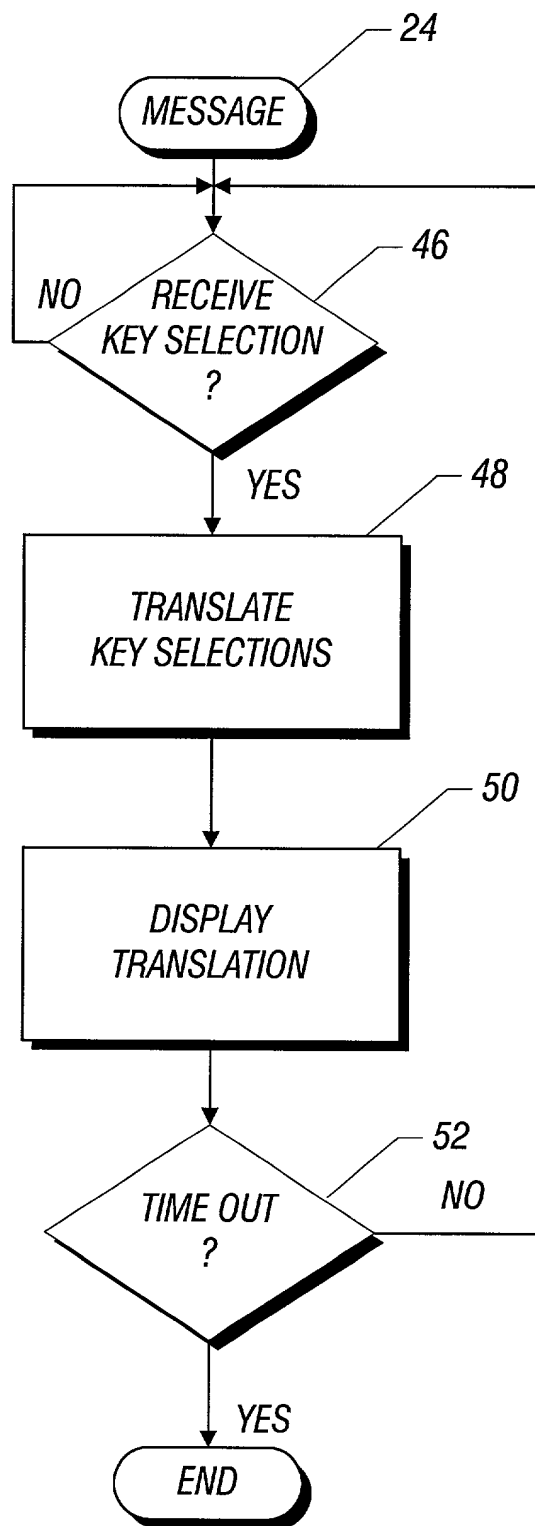 24
MESSAGE
46
NO
RECEIVE
KEY SELECTION
?
YES
48
TRANSLATE
KEY SELECTIONS
50
DISPLAY
TRANSLATION
52
TIME OUT
?
NO
YES
END